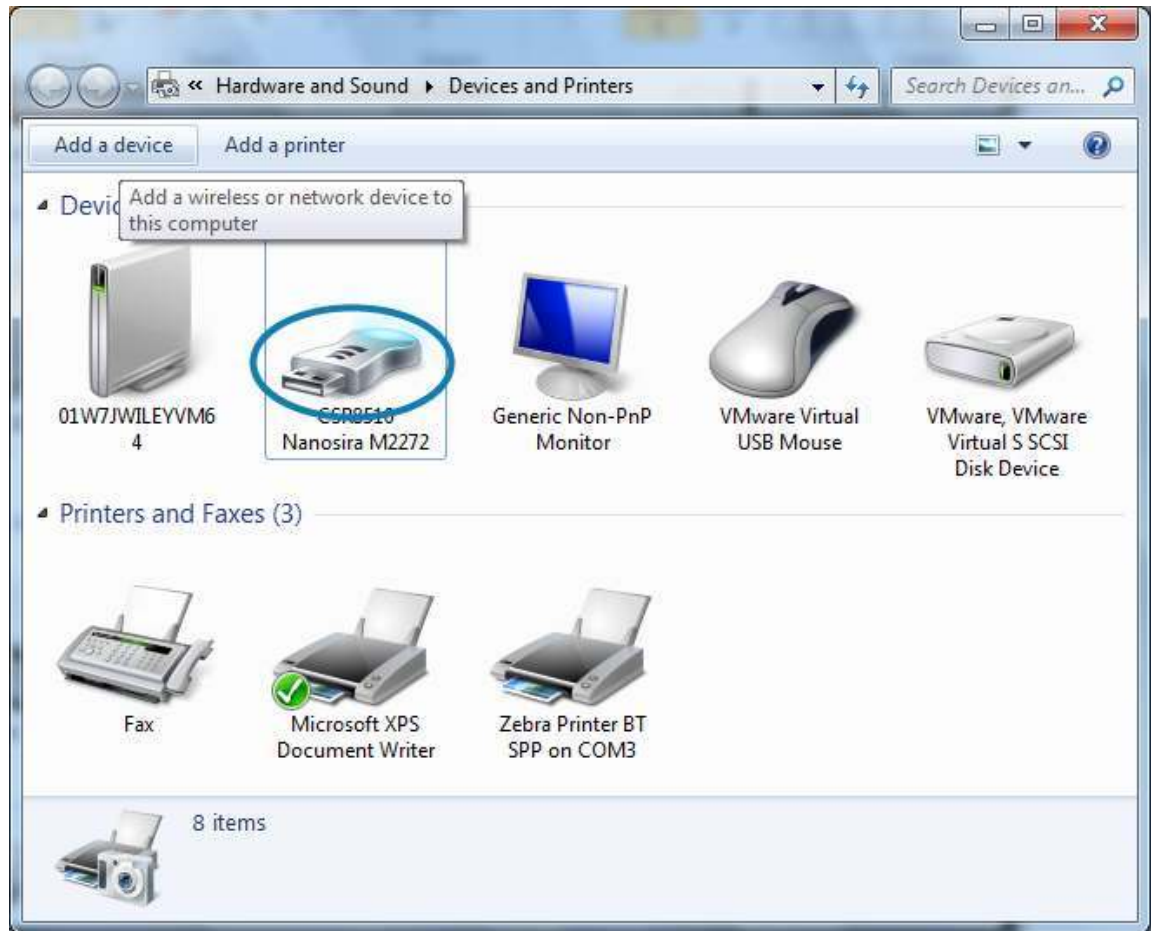 « Hardware and Sound ▸ Devices and Printers
Search Devices an...
Add a device Add a printer
Add a wireless or network device to
this computer
Devic
01W7JWILEYVM6
4
CSR8510
Nanosira M2272
Generic Non-PnP
Monitor
VMware Virtual
USB Mouse
VMware, VMware
Virtual S SCSI
Disk Device
Printers and Faxes (3)
Fax
Microsoft XPS
Document Writer
Zebra Printer BT
SPP on COM3
8 items